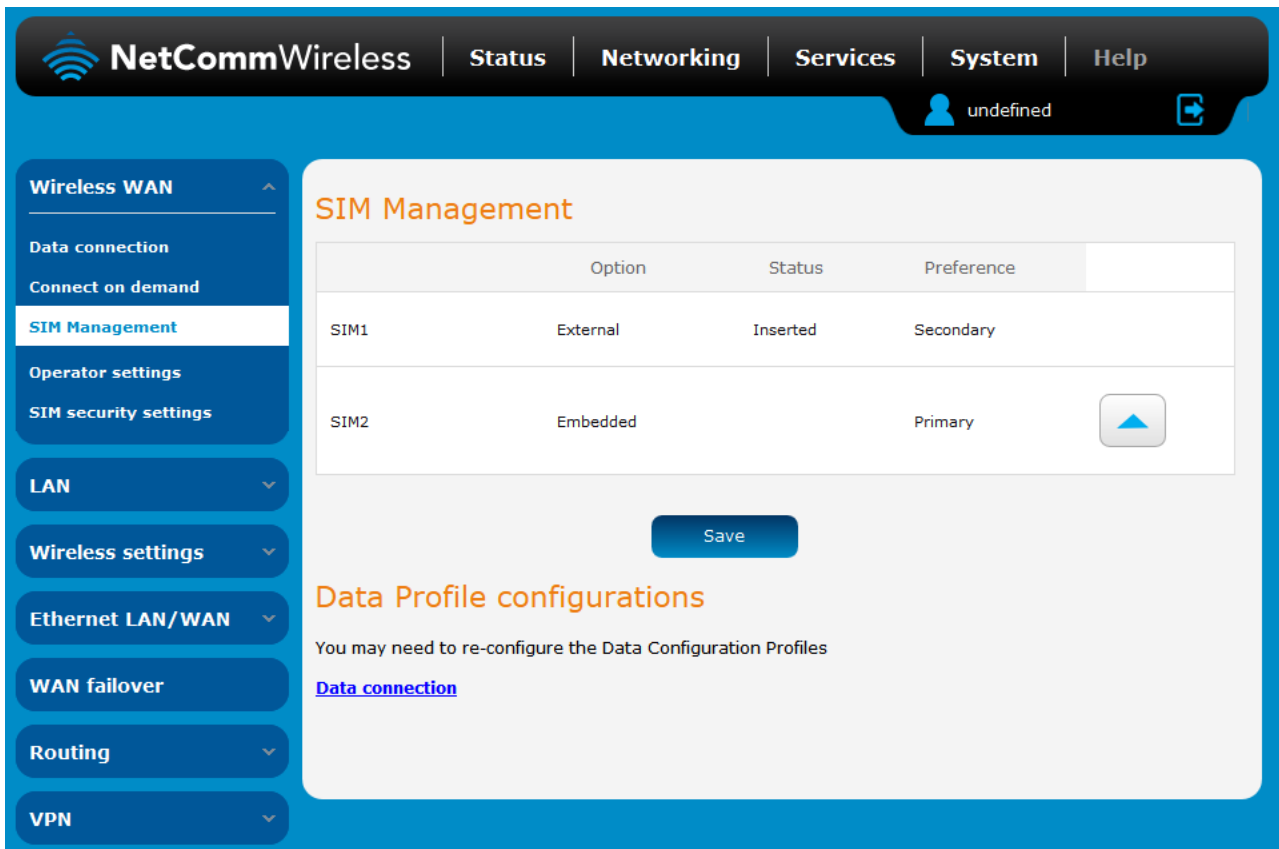 NetCommWireless
Status
Networking
Services
System
Help
undefined
Wireless WAN
Data connection
Connect on demand
SIM Management
Operator settings
SIM security settings
LAN
Wireless settings
Ethernet LAN/WAN
WAN failover
Routing
VPN
SIM Management
Option Status Preference
SIM1 External Inserted Secondary
SIM2 Embedded Primary
Save
Data Profile configurations
You may need to re-configure the Data Configuration Profiles
Data connection